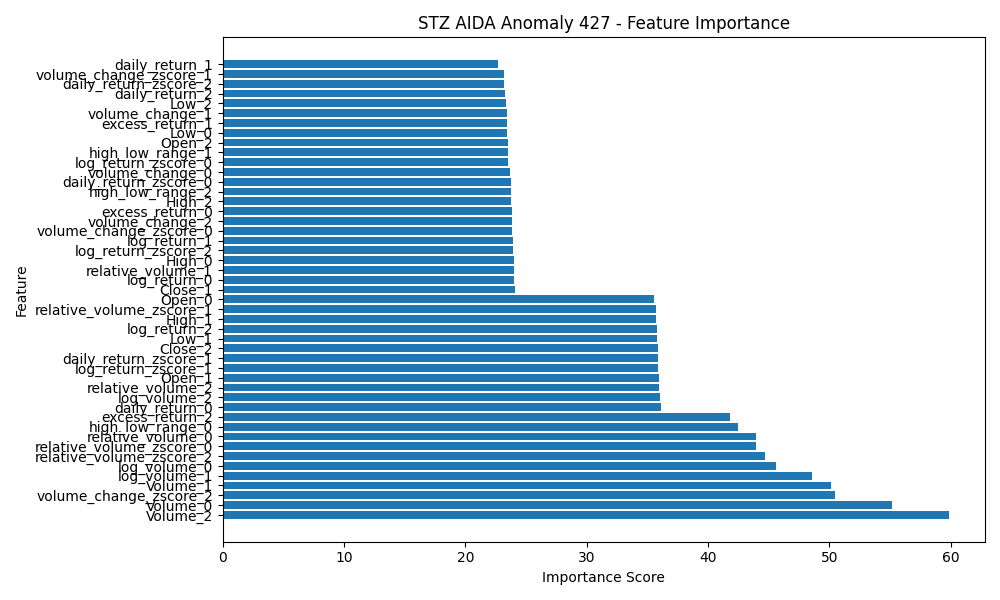 STZ AIDA Anomaly 427 - Feature Importance
daily_return_1
volume_change_zscore_1
daily_return_zscore_2
daily_return_2
Low_2
volume_change_1
excess_return_1
Low_0
Open_2
high_low_range_1
log_return_zscore_0
volume_change_0
daily_return_zscore_0
high_low_range_2
High_2
excess_return_0
volume_change_2
volume_change_zscore_0
log_return_1
log_return_zscore_2
High_0
relative_volume_1
log_return_0
Close_1
Open_0
relative_volume_zscore_1
High_1
log_return_2
Low_1
Close_2
daily_return_zscore_1
log_return_zscore_1
Open_1
relative_volume_2
log_volume_2
daily_return_0
excess_return_2
high_low_range_0
relative_volume_0
relative_volume_zscore_0
relative_volume_zscore_2
log_volume_0
log_volume_1
Volume_1
volume_change_zscore_2
Volume_0
Volume_2
Feature
0 10 20 30 40 50 60
Importance Score